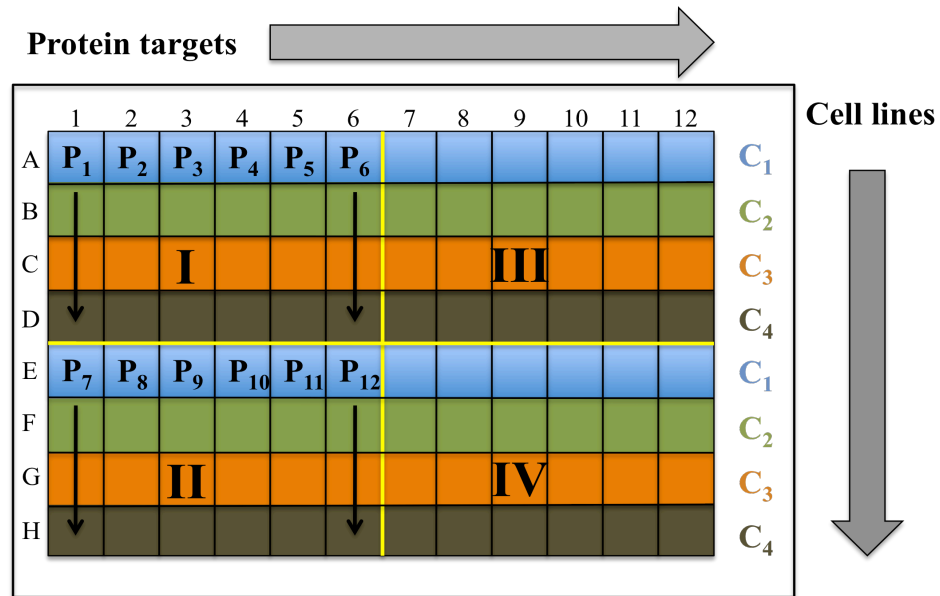 Protein targets
Cell lines
1 2 3 4 5 6 7 8 9 10 11 12
A P₁ P₂ P₃ P₄ P₅ P₆ C₁
B C₂
C I III C₃
D C₄
E P₇ P₈ P₉ P₁₀ P₁₁ P₁₂ C₁
F C₂
G II IV C₃
H C₄